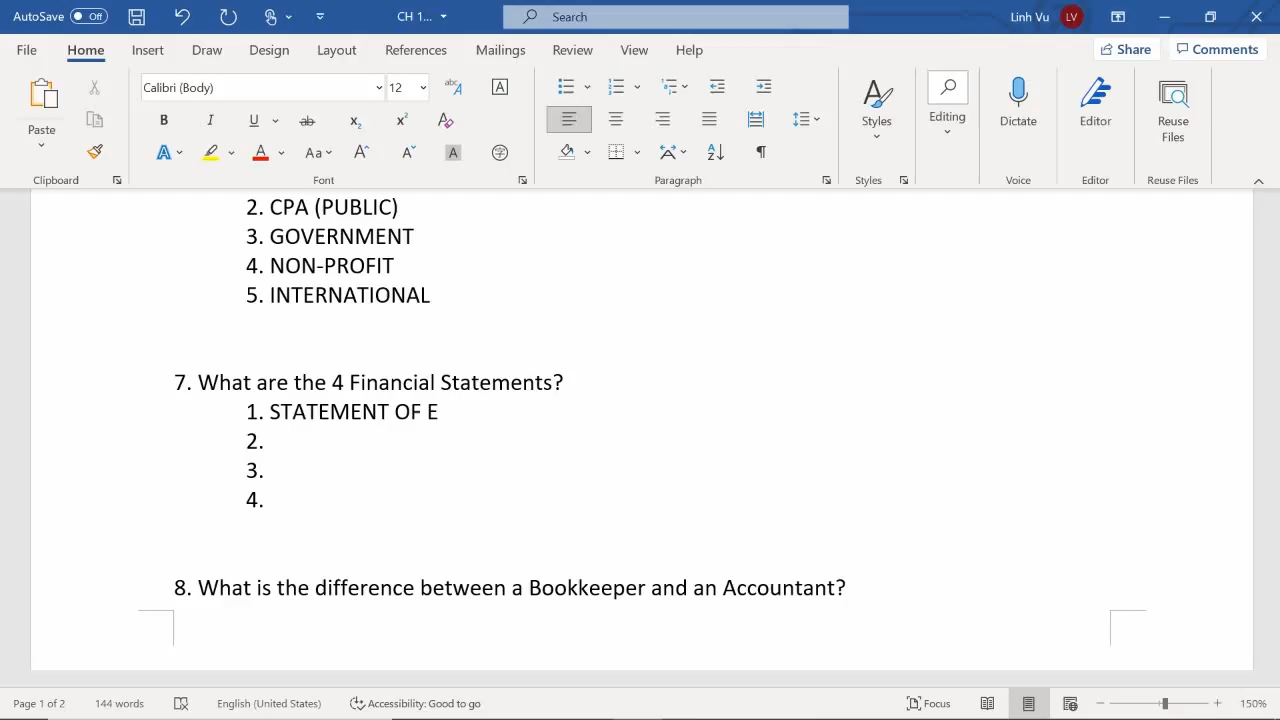 AutoSave Off CH 1... Search Linh Vu LV
File Home Insert Draw Design Layout References Mailings Review View Help Share Comments
Paste
Clipboard
Calibri (Body) 12
Font
Paragraph
Styles
Styles
Editing
Dictate
Voice
Editor
Editor
Reuse
Files
Reuse Files
2. CPA (PUBLIC)
3. GOVERNMENT
4. NON-PROFIT
5. INTERNATIONAL
7. What are the 4 Financial Statements?
1. STATEMENT OF E
2.
3.
4.
8. What is the difference between a Bookkeeper and an Accountant?
Page 1 of 2 144 words English (United States) Accessibility: Good to go Focus 150%